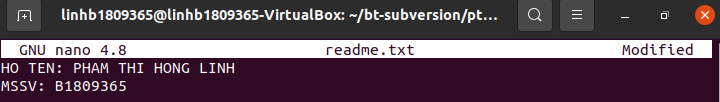 linhb1809365@linhb1809365-VirtualBox: ~/bt-subversion/pt...
GNU nano 4.8 readme.txt Modified
HO TEN: PHAM THI HONG LINH
MSSV: B1809365